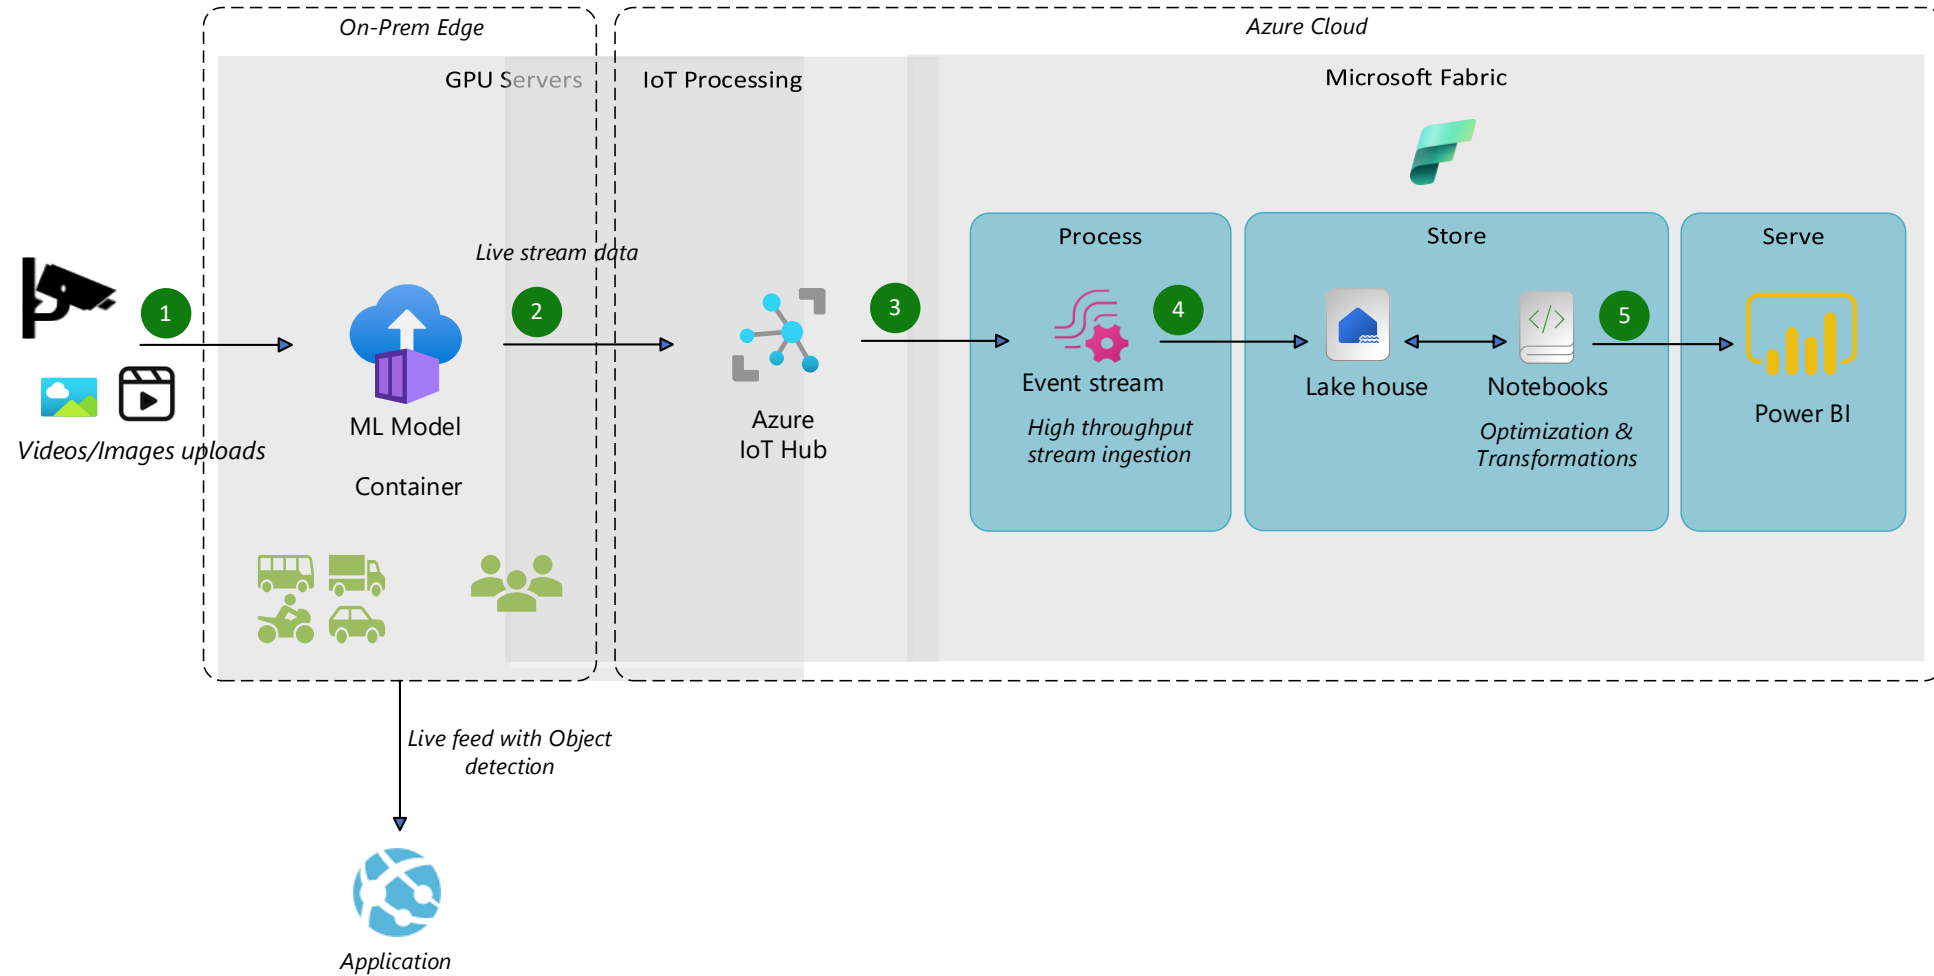 On-Prem Edge
Azure Cloud
GPU Servers
IoT Processing
Microsoft Fabric
Process
Store
Serve
Live stream data
1
2
3
4
5
Videos/Images uploads
ML Model
Container
Azure
IoT Hub
Event stream
High throughput
stream ingestion
Lake house
Notebooks
Optimization &
Transformations
Power BI
Live feed with Object
detection
Application